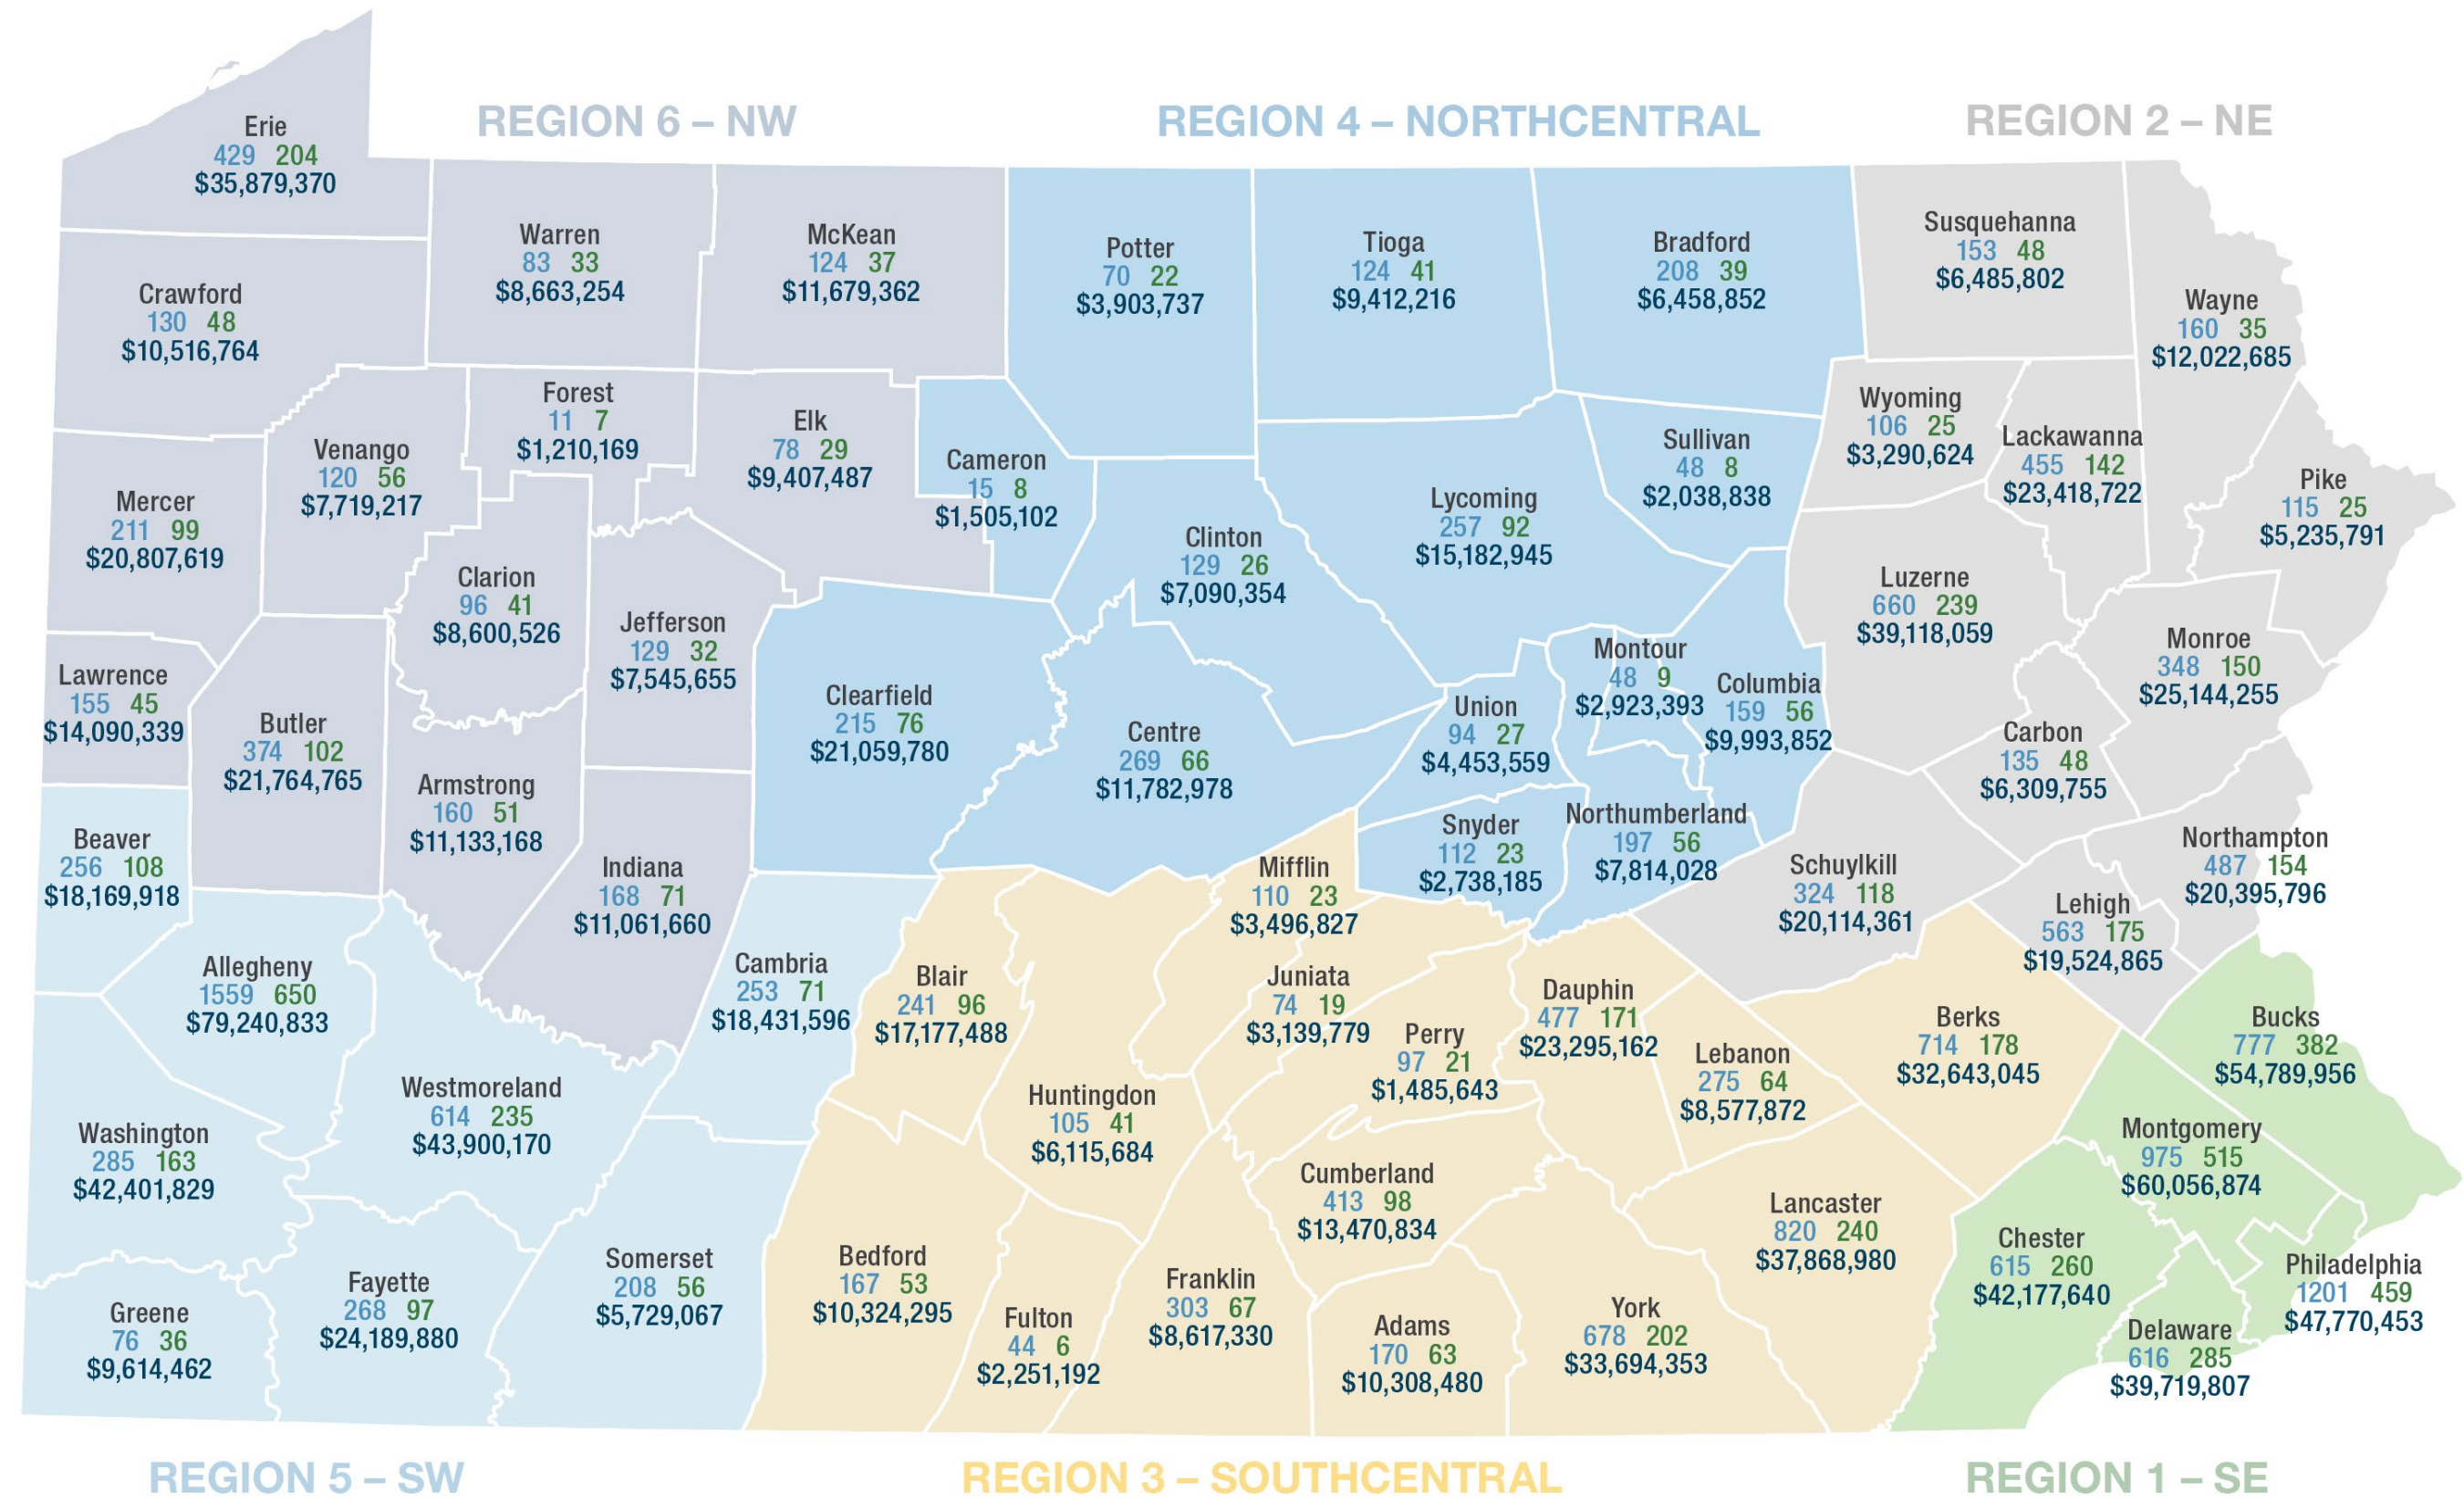 REGION 6 – NW
REGION 4 – NORTHCENTRAL
REGION 2 – NE
Erie
429 204
$35,879,370
Warren
83 33
$8,663,254
McKean
124 37
$11,679,362
Potter
70 22
$3,903,737
Tioga
124 41
$9,412,216
Bradford
208 39
$6,458,852
Susquehanna
153 48
$6,485,802
Wayne
160 35
$12,022,685
Crawford
130 48
$10,516,764
Forest
11 7
$1,210,169
Elk
78 29
$9,407,487
Cameron
15 8
$1,505,102
Sullivan
48 8
$2,038,838
Wyoming
106 25
$3,290,624
Lackawanna
455 142
$23,418,722
Pike
115 25
$5,235,791
Mercer
211 99
$20,807,619
Venango
120 56
$7,719,217
Clarion
96 41
$8,600,526
Jefferson
129 32
$7,545,655
Clinton
129 26
$7,090,354
Lycoming
257 92
$15,182,945
Luzerne
660 239
$39,118,059
Monroe
348 150
$25,144,255
Lawrence
155 45
$14,090,339
Butler
374 102
$21,764,765
Armstrong
160 51
$11,133,168
Clearfield
215 76
$21,059,780
Centre
269 66
$11,782,978
Union
94 27
$4,453,559
Montour
48 9
$2,923,393
Columbia
159 56
$9,993,852
Carbon
135 48
$6,309,755
Beaver
256 108
$18,169,918
Indiana
168 71
$11,061,660
Mifflin
110 23
$3,496,827
Snyder
112 23
$2,738,185
Northumberland
197 56
$7,814,028
Schuylkill
324 118
$20,114,361
Northampton
487 154
$20,395,796
Lehigh
563 175
$19,524,865
Allegheny
1559 650
$79,240,833
Cambria
253 71
$18,431,596
Blair
241 96
$17,177,488
Juniata
74 19
$3,139,779
Perry
97 21
$1,485,643
Dauphin
477 171
$23,295,162
Lebanon
275 64
$8,577,872
Berks
714 178
$32,643,045
Bucks
777 382
$54,789,956
Washington
285 163
$42,401,829
Westmoreland
614 235
$43,900,170
Huntingdon
105 41
$6,115,684
Cumberland
413 98
$13,470,834
Lancaster
820 240
$37,868,980
Montgomery
975 515
$60,056,874
Chester
615 260
$42,177,640
Philadelphia
1201 459
$47,770,453
Greene
76 36
$9,614,462
Fayette
268 97
$24,189,880
Somerset
208 56
$5,729,067
Bedford
167 53
$10,324,295
Fulton
44 6
$2,251,192
Franklin
303 67
$8,617,330
Adams
170 63
$10,308,480
York
678 202
$33,694,353
Delaware
616 285
$39,719,807
REGION 5 – SW
REGION 3 – SOUTHCENTRAL
REGION 1 – SE